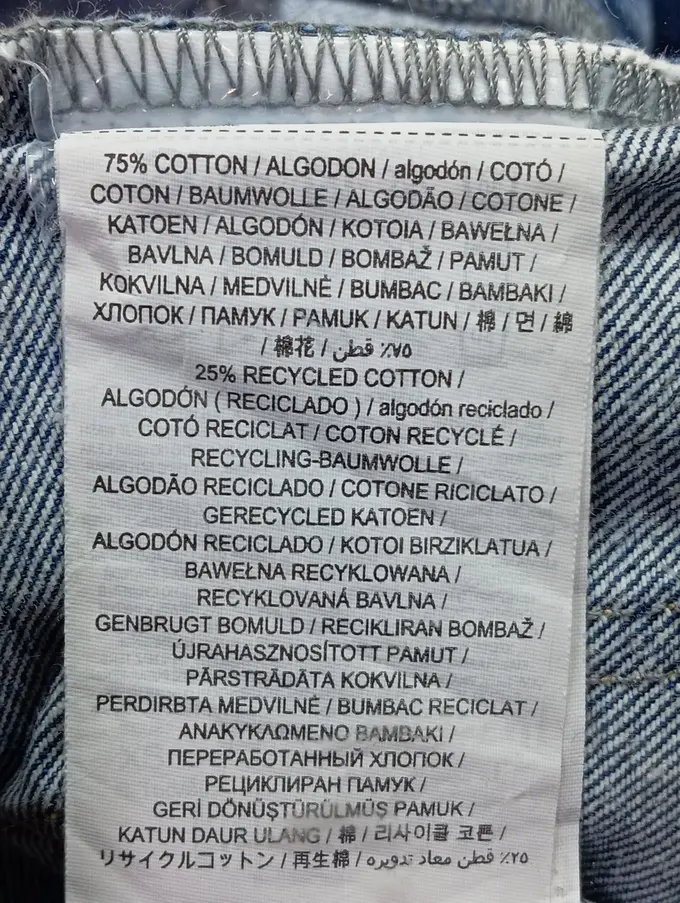 75% COTTON / ALGODON / algodón / COTÓ /
COTON / BAUMWOLLE / ALGODÃO / COTONE /
KATOEN / ALGODÓN / KOTOIA / BAWEŁNA /
BAVLNA / BOMULD / BOMBAŽ / PAMUT /
KOKVILNA / MEDVILNĖ / BUMBAC / BAMBAKI /
ХЛОПОК / ПАМУК / PAMUK / KATUN / 棉 / 면 / 綿
/ 棉花 / ٧٥٪ قطن
25% RECYCLED COTTON /
ALGODÓN ( RECICLADO ) / algodón reciclado /
COTÓ RECICLAT / COTON RECYCLÉ /
RECYCLING-BAUMWOLLE /
ALGODÃO RECICLADO / COTONE RICICLATO /
GERECYCLED KATOEN /
ALGODÓN RECICLADO / KOTOI BIRZIKLATUA /
BAWEŁNA RECYKLOWANA /
RECYKLOVANÁ BAVLNA /
GENBRUGT BOMULD / RECIKLIRAN BOMBAŽ /
ÚJRAHASZNOSÍTOTT PAMUT /
PĀRSTRĀDĀTA KOKVILNA /
PERDIRBTA MEDVILNĖ / BUMBAC RECICLAT /
ΑΝΑΚΥΚΛΩΜΕΝΟ ΒΑΜΒΑΚΙ /
ПЕРЕРАБОТАННЫЙ ХЛОПОК /
РЕЦИКЛИРАН ПАМУК /
GERİ DÖNÜŞTÜRÜLMÜŞ PAMUK /
KATUN DAUR ULANG / 棉 / 리사이클 코튼 /
リサイクルコットン / 再生棉 / ٢٥٪ قطن معاد تدويره